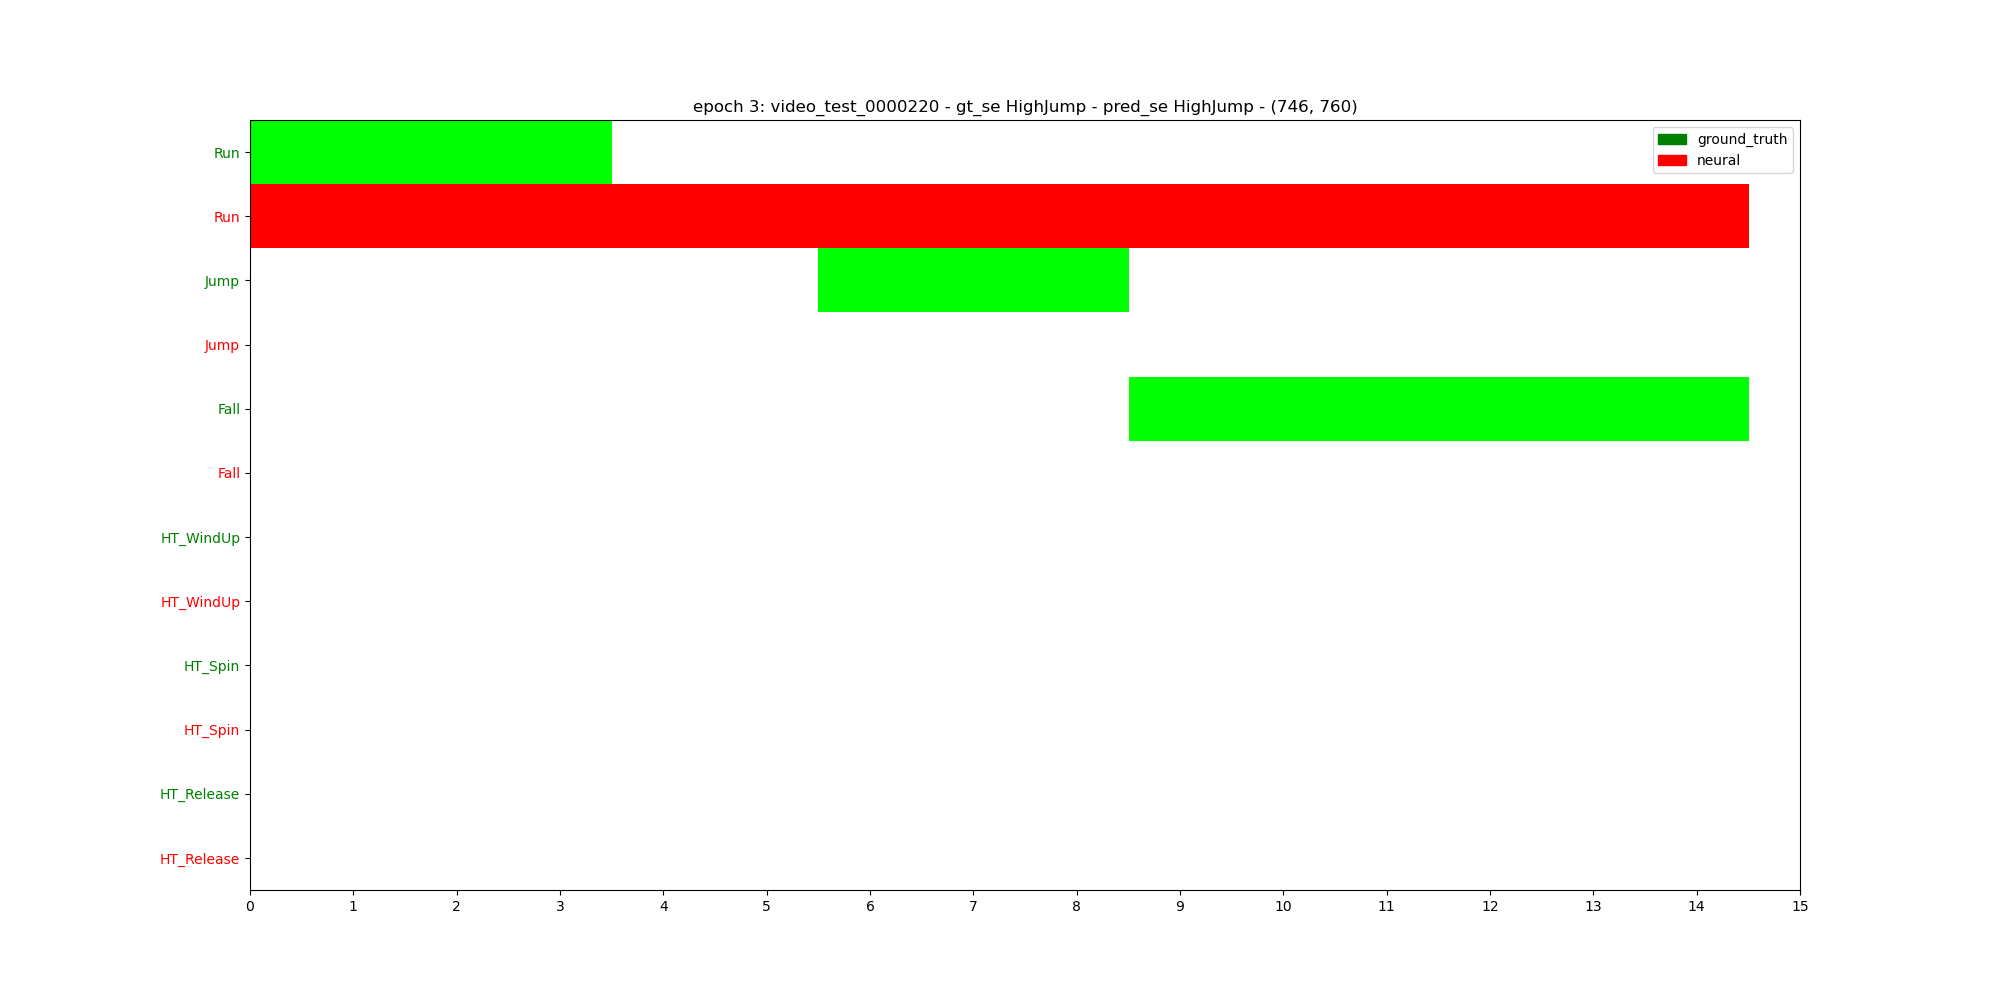 epoch 3: video_test_0000220 - gt_se HighJump - pred_se HighJump - (746, 760)
ground_truth
neural
Run
Run
Jump
Jump
Fall
Fall
HT_WindUp
HT_WindUp
HT_Spin
HT_Spin
HT_Release
HT_Release
0 1 2 3 4 5 6 7 8 9 10 11 12 13 14 15